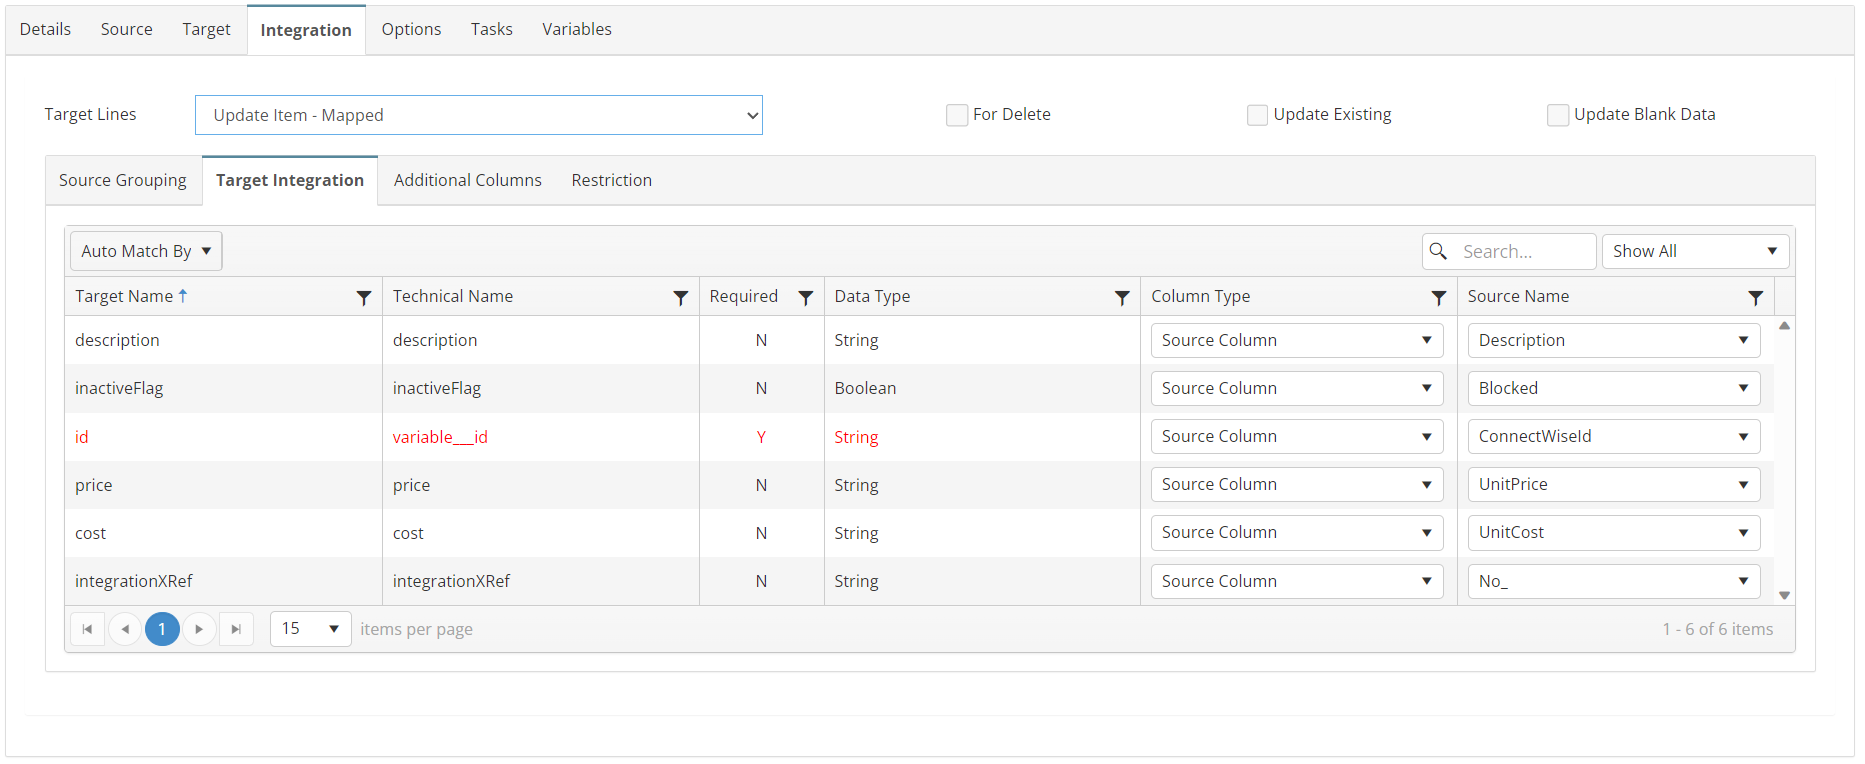 Details Source Target Integration Options Tasks Variables
Target Lines Update Item - Mapped For Delete Update Existing Update Blank Data
Source Grouping Target Integration Additional Columns Restriction
Auto Match By Search... Show All
Target Name Technical Name Required Data Type Column Type Source Name
description description N String Source Column Description
inactiveFlag inactiveFlag N Boolean Source Column Blocked
id variable___id Y String Source Column ConnectWiseId
price price N String Source Column UnitPrice
cost cost N String Source Column UnitCost
integrationXRef integrationXRef N String Source Column No_
1 15 items per page 1 - 6 of 6 items